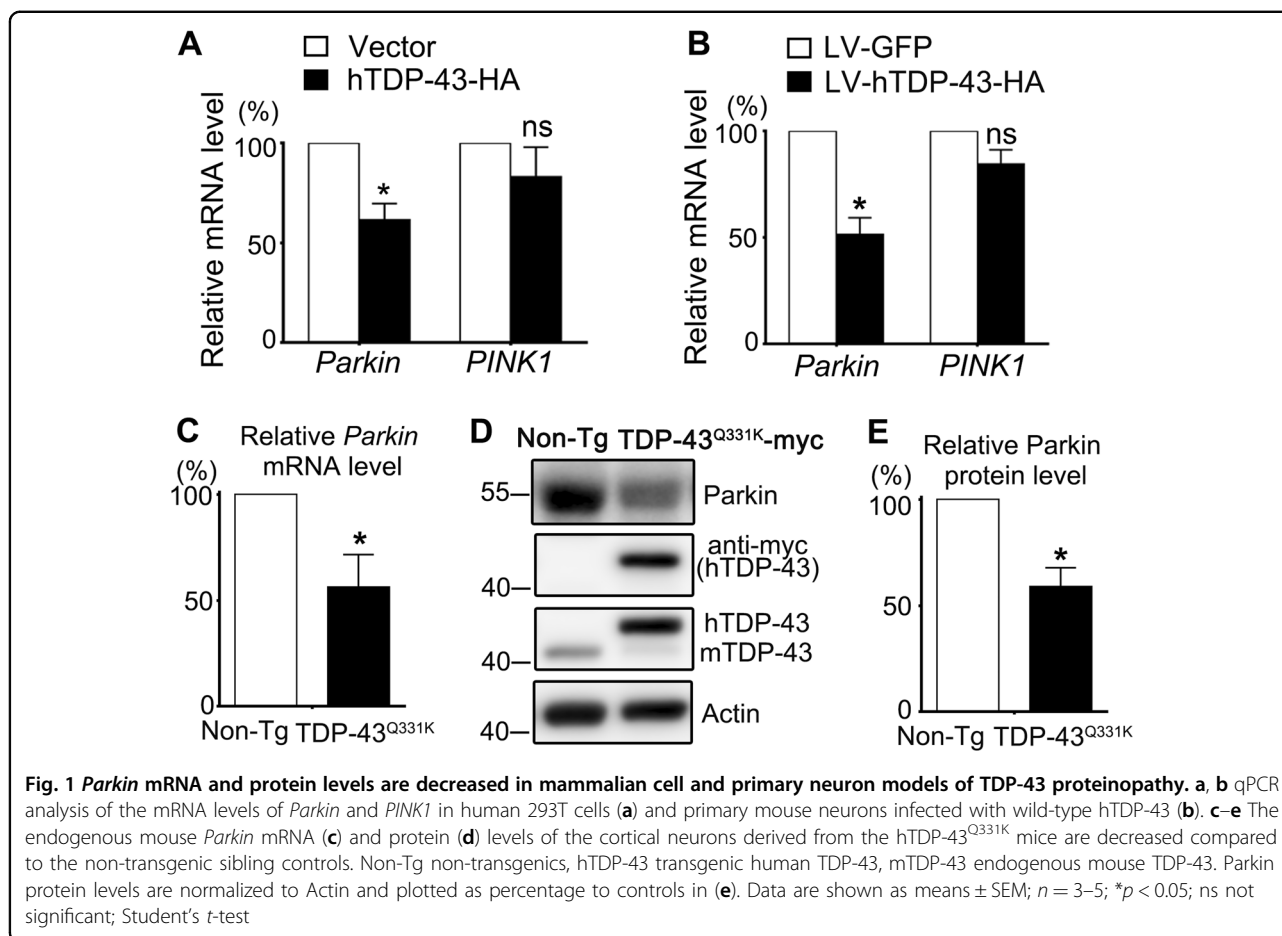 A
Vector
hTDP-43-HA
(%)
Relative mRNA level
100
50
0
*
ns
Parkin
PINK1
B
LV-GFP
LV-hTDP-43-HA
(%)
Relative mRNA level
100
50
0
*
ns
Parkin
PINK1
C
Relative Parkin
mRNA level
(%)
100
50
0
*
Non-Tg TDP-43Q331K
D
Non-Tg TDP-43Q331K-myc
55
Parkin
anti-myc
(hTDP-43)
40
hTDP-43
mTDP-43
40
Actin
40
E
Relative Parkin
protein level
(%)
100
50
0
*
Non-Tg TDP-43Q331K
Fig. 1 Parkin mRNA and protein levels are decreased in mammalian cell and primary neuron models of TDP-43 proteinopathy. a, b qPCR
analysis of the mRNA levels of Parkin and PINK1 in human 293T cells (a) and primary mouse neurons infected with wild-type hTDP-43 (b). c–e The
endogenous mouse Parkin mRNA (c) and protein (d) levels of the cortical neurons derived from the hTDP-43Q331K mice are decreased compared
to the non-transgenic sibling controls. Non-Tg non-transgenics, hTDP-43 transgenic human TDP-43, mTDP-43 endogenous mouse TDP-43. Parkin
protein levels are normalized to Actin and plotted as percentage to controls in (e). Data are shown as means ± SEM; n = 3–5; *p < 0.05; ns not
significant; Student's t-test